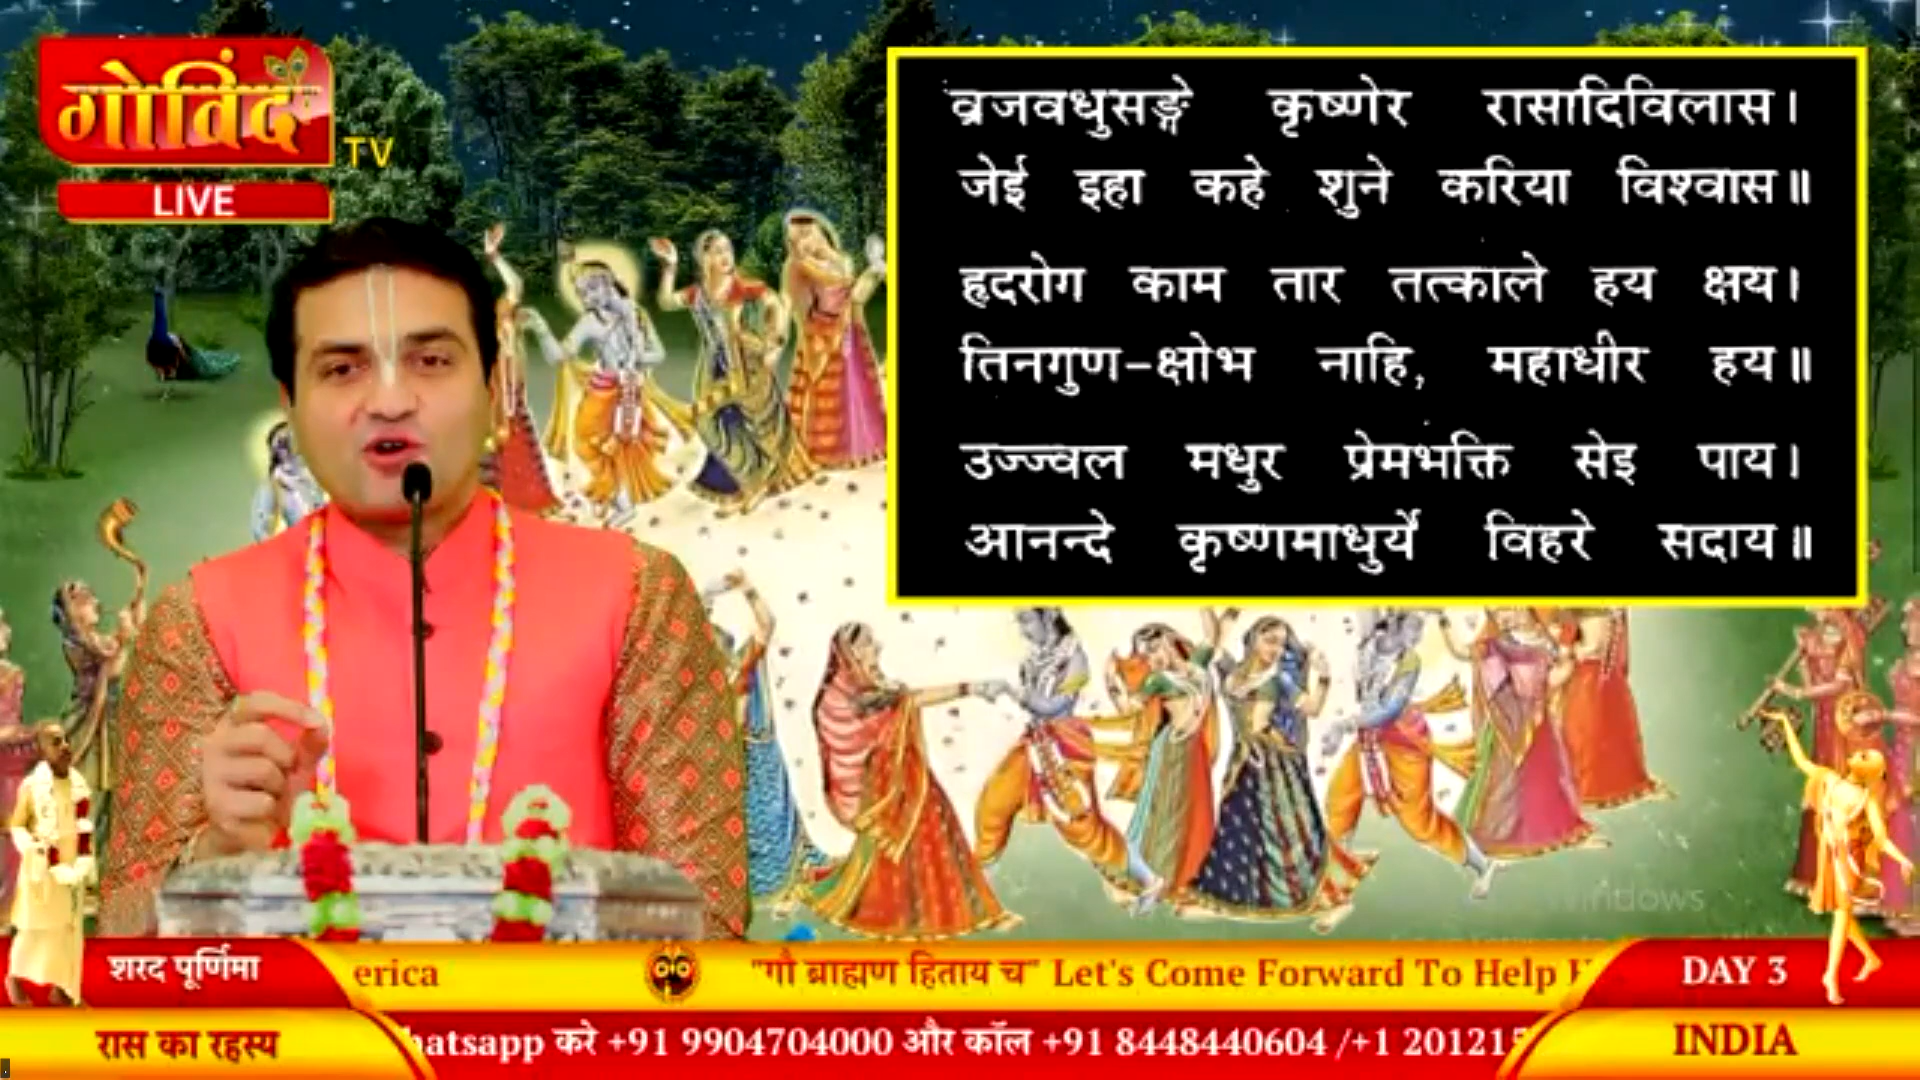 गोविंद
TV
LIVE
व्रजवधुसङ्गे कृष्णेर रासादिविलास।
जेई इहा कहे शुने करिया विश्वास॥
हृदरोग काम तार तत्काले हय क्षय।
तिनगुण-क्षोभ नाहि, महाधीर हय॥
उज्ज्वल मधुर प्रेमभक्ति सेइ पाय।
आनन्दे कृष्णमाधुर्ये विहरे सदाय॥
शरद पूर्णिमा
erica "गौ ब्राह्मण हिताय च" Let's Come Forward To Help
DAY 3
रास का रहस्य
hatsapp करे +91 9904704000 और कॉल +91 8448440604 /+1 201215
INDIA